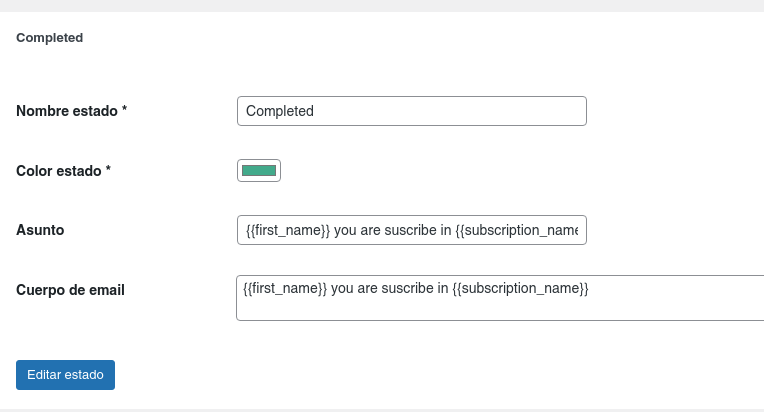 Completed
Nombre estado *
Completed
Color estado *
Asunto
{{first_name}} you are suscribe in {{subscription_name
Cuerpo de email
{{first_name}} you are suscribe in {{subscription_name}}
Editar estado